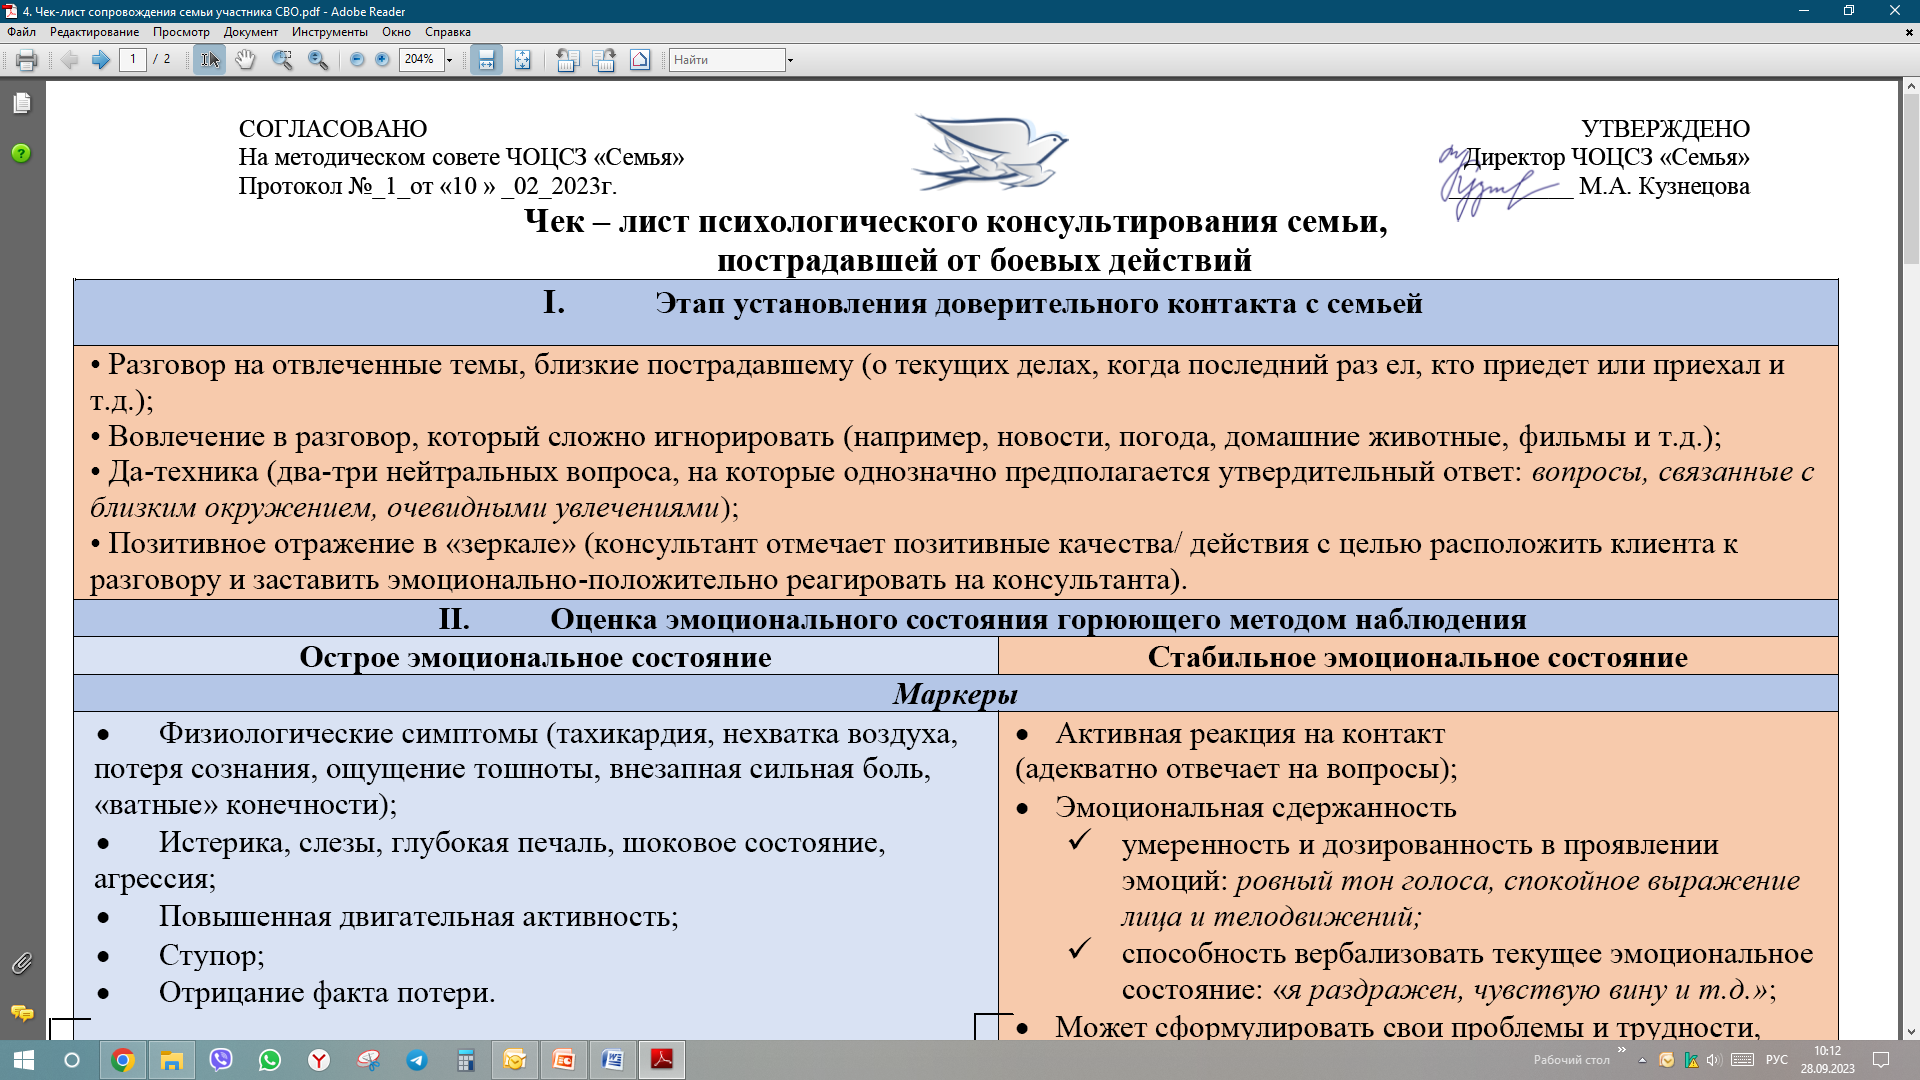 4. Чек-лист сопровождения семьи участника СВО.pdf - Adobe Reader
Файл Редактирование Просмотр Документ Инструменты Окно Справка
1 / 2 204% Найти
СОГЛАСОВАНО
На методическом совете ЧОЦСЗ «Семья»
Протокол №_1_от «10 » _02_2023г.
УТВЕРЖДЕНО
Директор ЧОЦСЗ «Семья»
__________ М.А. Кузнецова
Чек – лист психологического консультирования семьи,
пострадавшей от боевых действий
I. Этап установления доверительного контакта с семьей
• Разговор на отвлеченные темы, близкие пострадавшему (о текущих делах, когда последний раз ел, кто приедет или приехал и
т.д.);
• Вовлечение в разговор, который сложно игнорировать (например, новости, погода, домашние животные, фильмы и т.д.);
• Да-техника (два-три нейтральных вопроса, на которые однозначно предполагается утвердительный ответ: вопросы, связанные с
близким окружением, очевидными увлечениями);
• Позитивное отражение в «зеркале» (консультант отмечает позитивные качества/ действия с целью расположить клиента к
разговору и заставить эмоционально-положительно реагировать на консультанта).
II. Оценка эмоционального состояния горюющего методом наблюдения
Острое эмоциональное состояние
Стабильное эмоциональное состояние
Маркеры
• Физиологические симптомы (тахикардия, нехватка воздуха,
потеря сознания, ощущение тошноты, внезапная сильная боль,
«ватные» конечности);
• Истерика, слезы, глубокая печаль, шоковое состояние,
агрессия;
• Повышенная двигательная активность;
• Ступор;
• Отрицание факта потери.
• Активная реакция на контакт
(адекватно отвечает на вопросы);
• Эмоциональная сдержанность
✓ умеренность и дозированность в проявлении
эмоций: ровный тон голоса, спокойное выражение
лица и телодвижений;
✓ способность вербализовать текущее эмоциональное
состояние: «я раздражен, чувствую вину и т.д.»;
• Может сформулировать свои проблемы и трудности,
Рабочий стол » РУС 10:12
28.09.2023